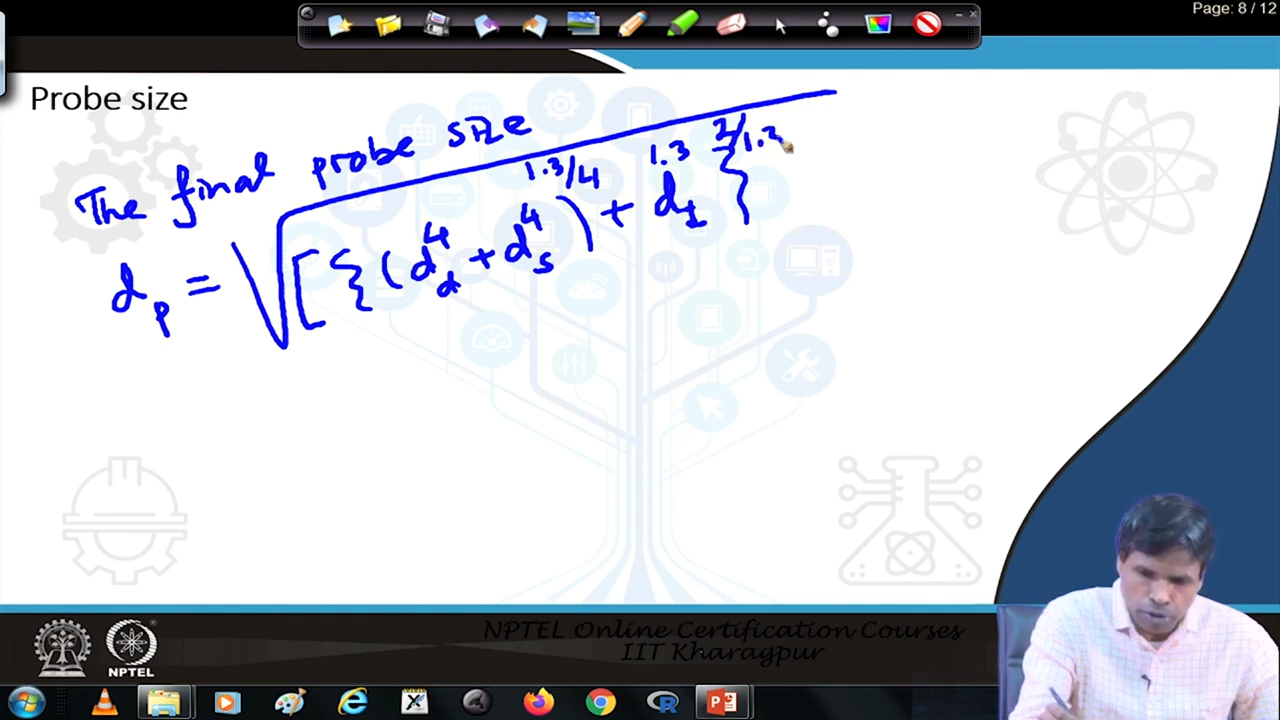 Page: 8 / 12
Probe size
The final probe size
d_p = √[{(d_d^4 + d_s^4)^{1.3/4} + d_1^{1.3}}^{2/1.3}
NPTEL Online Certification Courses
IIT Kharagpur
NPTEL